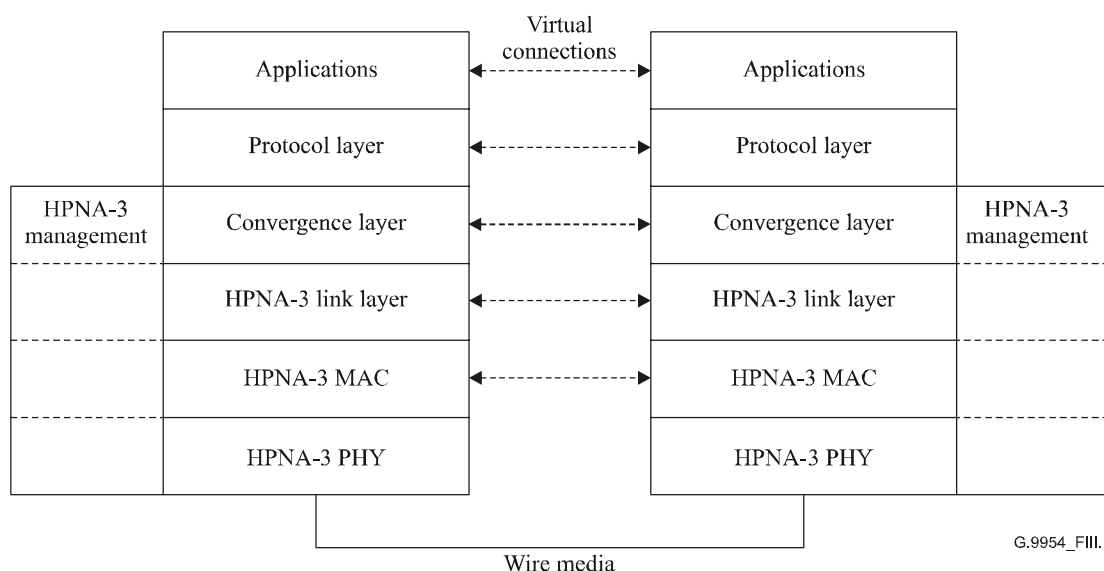 Virtual
connections
Applications
Applications
Protocol layer
Protocol layer
HPNA-3
management
Convergence layer
Convergence layer
HPNA-3
management
HPNA-3 link layer
HPNA-3 link layer
HPNA-3 MAC
HPNA-3 MAC
HPNA-3 PHY
HPNA-3 PHY
Wire media
G.9954_FIII.